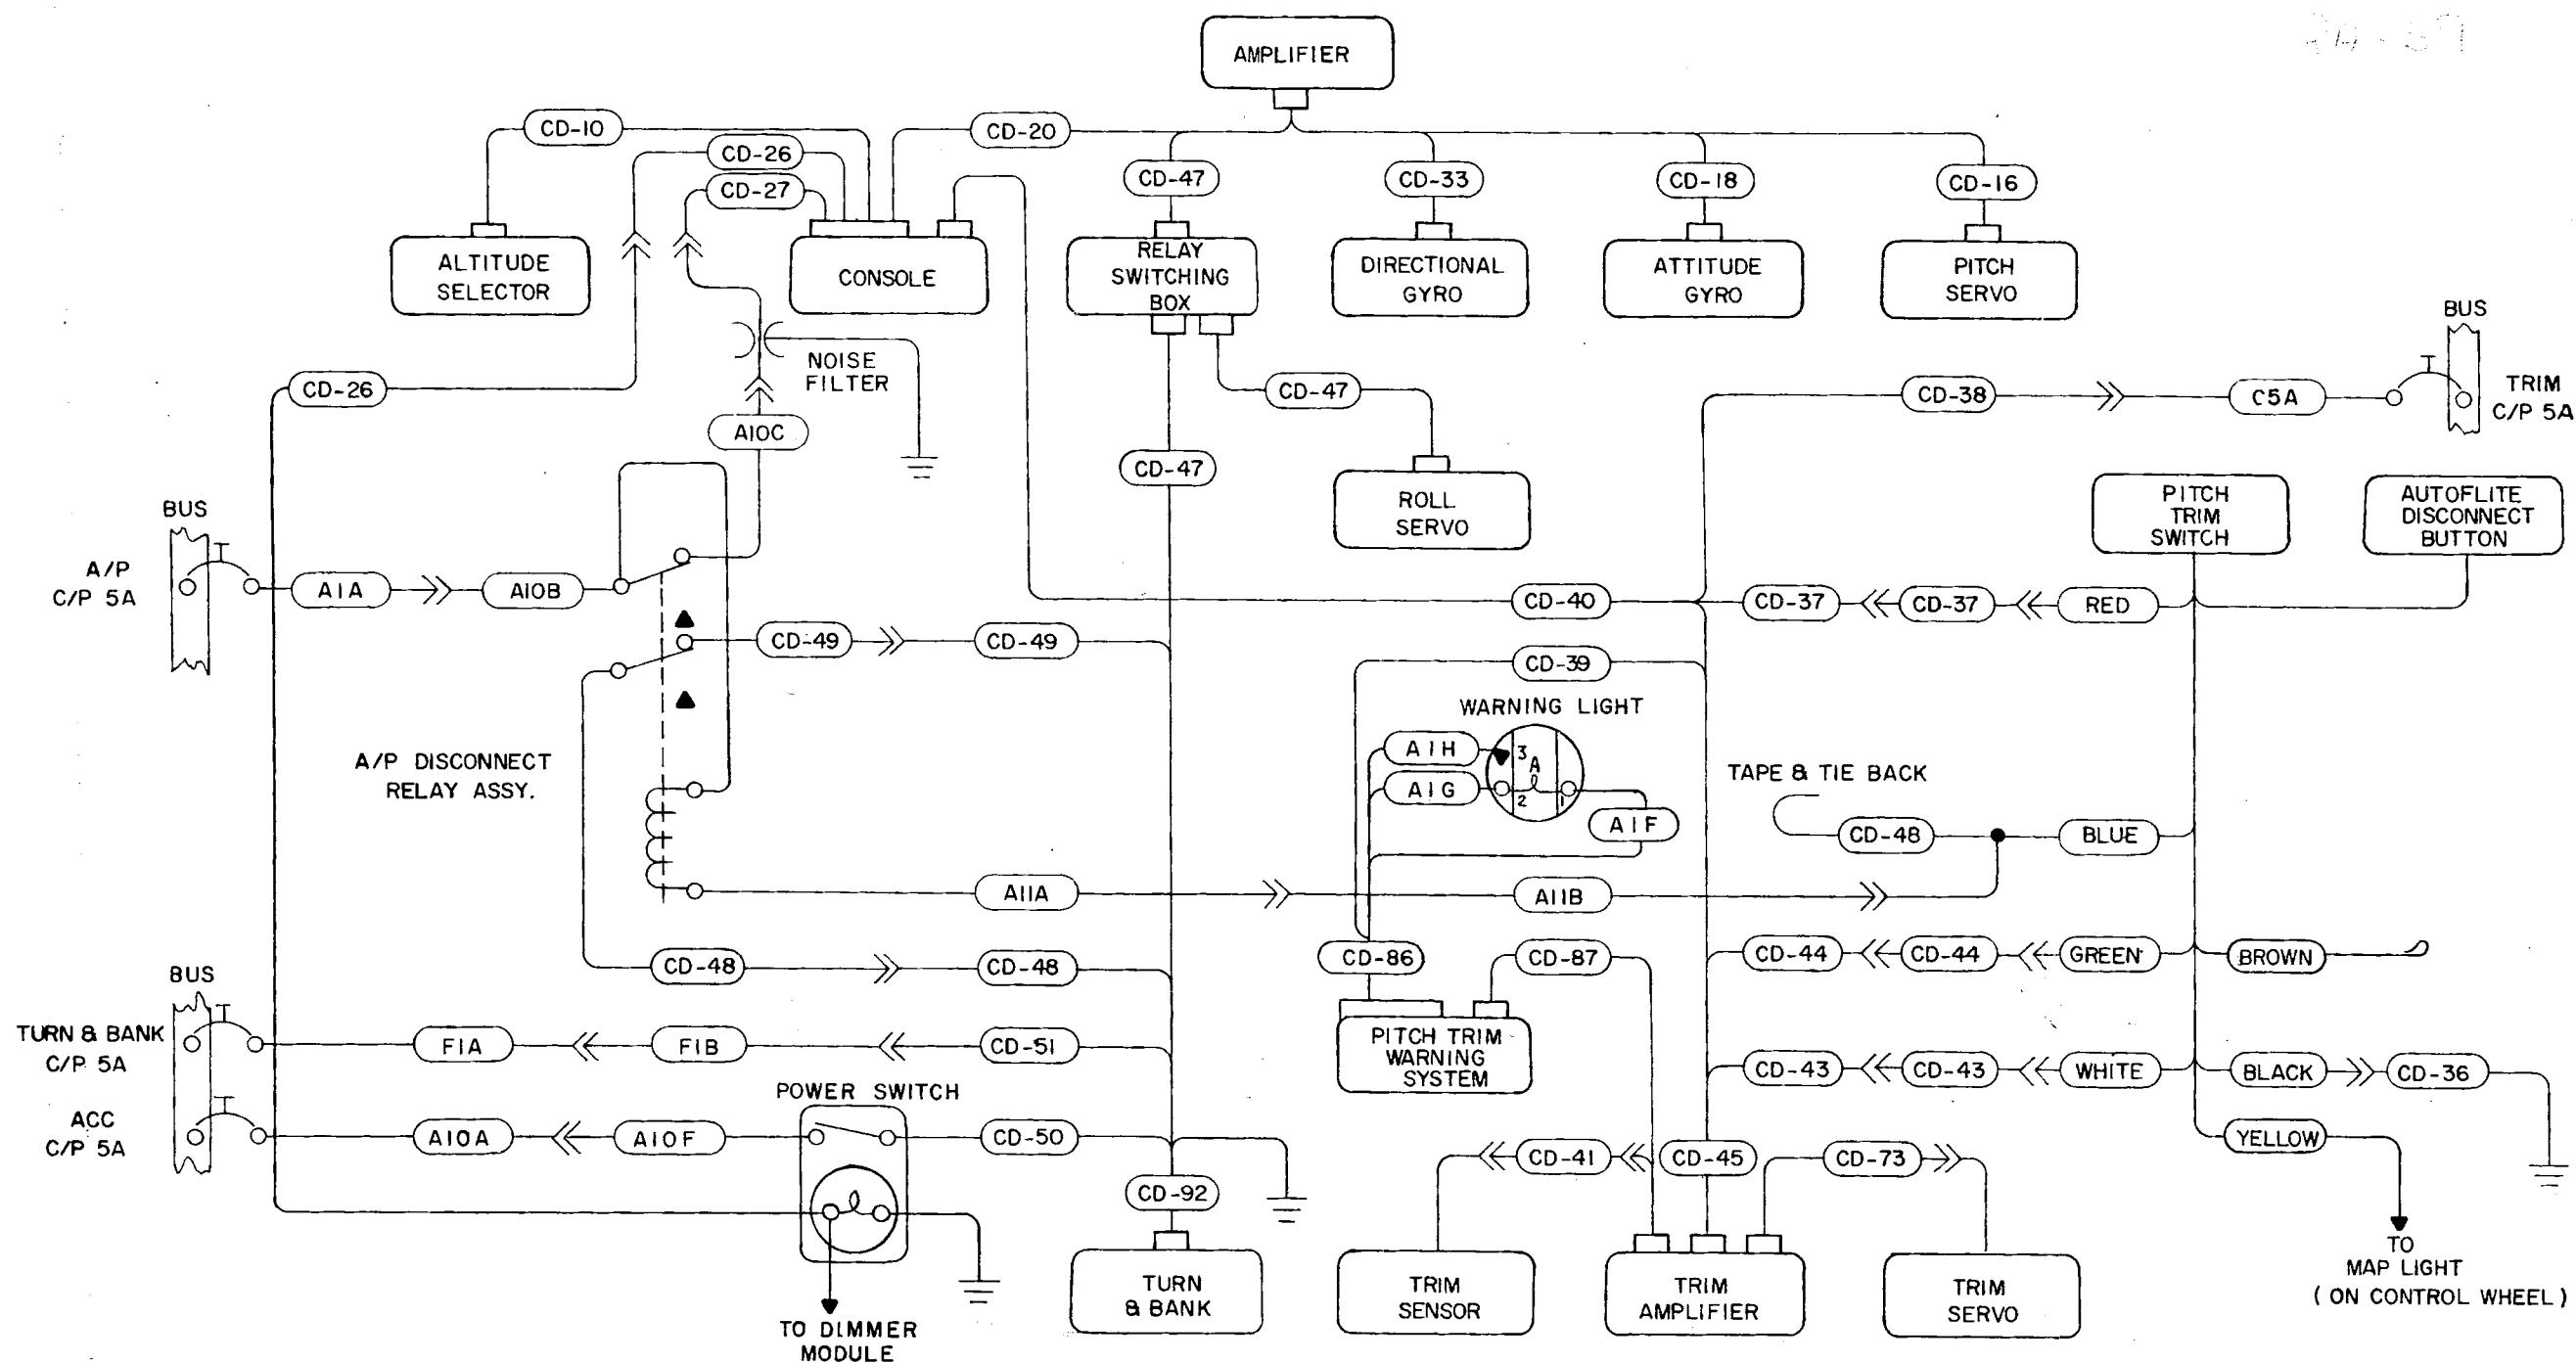 AMPLIFIER
CD-10
CD-20
CD-26
CD-27
CD-47
CD-33
CD-18
CD-16
ALTITUDE
SELECTOR
CONSOLE
RELAY
SWITCHING
BOX
DIRECTIONAL
GYRO
ATTITUDE
GYRO
PITCH
SERVO
BUS
NOISE
FILTER
CD-26
CD-47
CD-38
C5A
TRIM
C/P 5A
A10C
CD-47
ROLL
SERVO
PITCH
TRIM
SWITCH
AUTOFLITE
DISCONNECT
BUTTON
BUS
A/P
C/P 5A
A1A
A10B
CD-40
CD-37
CD-37
RED
CD-49
CD-49
CD-39
WARNING LIGHT
A/P DISCONNECT
RELAY ASSY.
A1H
3
A
A1G
2
1
A1F
TAPE & TIE BACK
CD-48
BLUE
A11A
A11B
CD-48
CD-48
CD-86
CD-87
CD-44
CD-44
GREEN
BROWN
BUS
TURN & BANK
C/P 5A
F1A
F1B
CD-51
PITCH TRIM
WARNING
SYSTEM
CD-43
CD-43
WHITE
BLACK
CD-36
POWER SWITCH
ACC
C/P 5A
A10A
A10F
CD-50
YELLOW
CD-41
CD-45
CD-73
CD-92
TO
MAP LIGHT
(ON CONTROL WHEEL)
TURN
& BANK
TRIM
SENSOR
TRIM
AMPLIFIER
TRIM
SERVO
TO DIMMER
MODULE